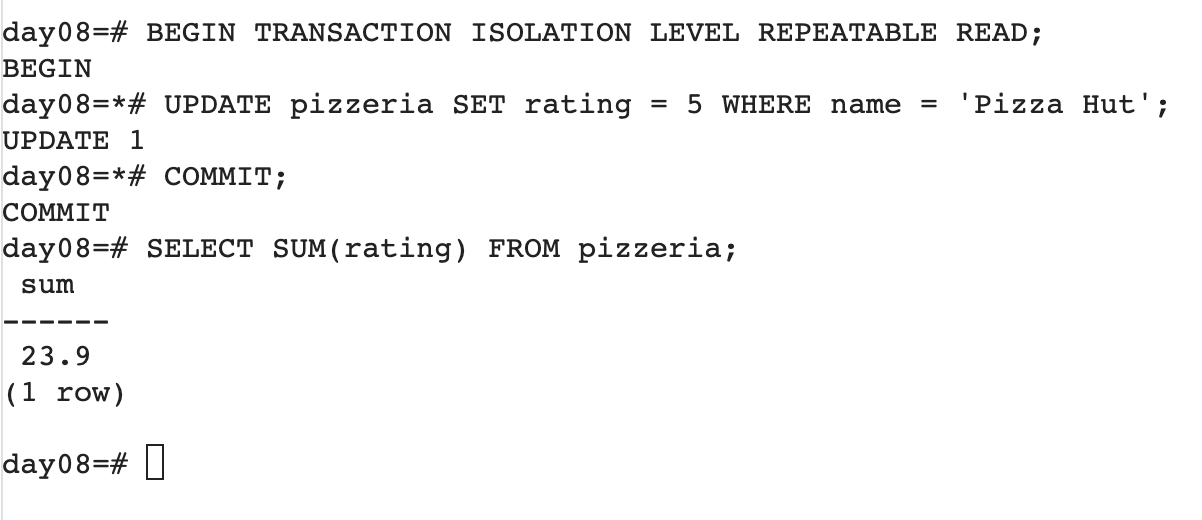 day08=# BEGIN TRANSACTION ISOLATION LEVEL REPEATABLE READ;
BEGIN
day08=*# UPDATE pizzeria SET rating = 5 WHERE name = 'Pizza Hut';
UPDATE 1
day08=*# COMMIT;
COMMIT
day08=# SELECT SUM(rating) FROM pizzeria;
 sum
------
 23.9
(1 row)

day08=#